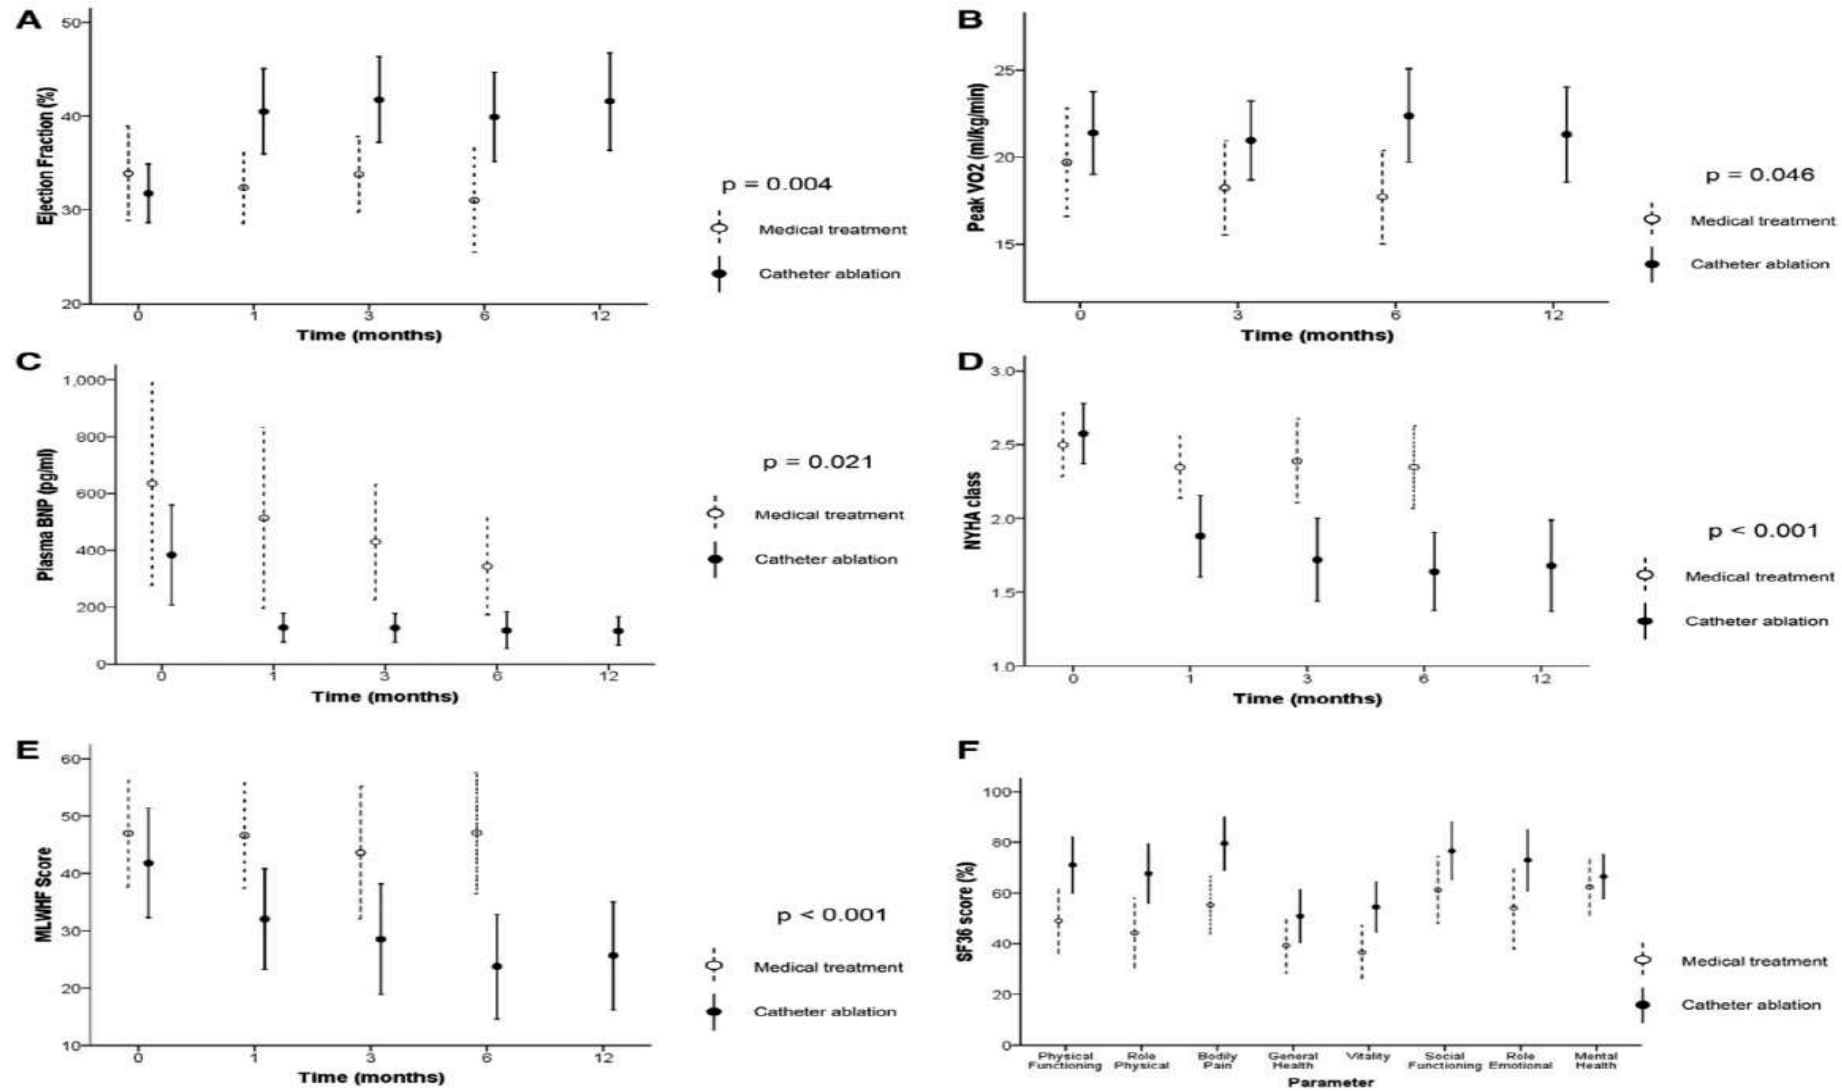 A
50
40
30
20
Ejection Fraction (%)
0 1 3 6 12
Time (months)
p = 0.004
Medical treatment
Catheter ablation
B
25
20
15
Peak VO2 (ml/kg/min)
0 3 6 12
Time (months)
p = 0.046
Medical treatment
Catheter ablation
C
1,000
800
600
400
200
0
Plasma BNP (pg/ml)
0 1 3 6 12
Time (months)
p = 0.021
Medical treatment
Catheter ablation
D
3.0
2.5
2.0
1.5
1.0
NYHA class
0 1 3 6 12
Time (months)
p < 0.001
Medical treatment
Catheter ablation
E
60
50
40
30
20
10
MLWHF Score
0 1 3 6 12
Time (months)
p < 0.001
Medical treatment
Catheter ablation
F
100
80
60
40
20
0
SF36 score (%)
Physical Role Bodily General Vitality Social Role Mental
Functioning Physical Pain Health Functioning Emotional Health
Parameter
Medical treatment
Catheter ablation